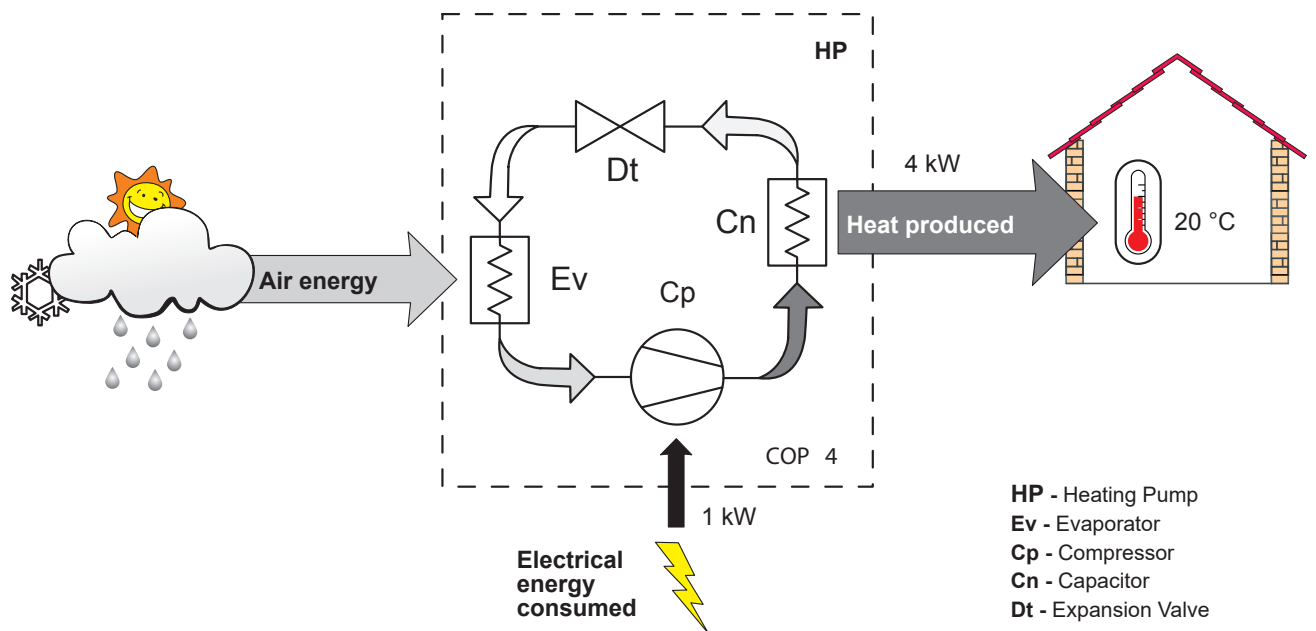 HP
Dt
4 kW
Cn
Heat produced
20 °C
Air energy
Ev
Cp
COP 4
1 kW
Electrical
energy
consumed
HP - Heating Pump
Ev - Evaporator
Cp - Compressor
Cn - Capacitor
Dt - Expansion Valve